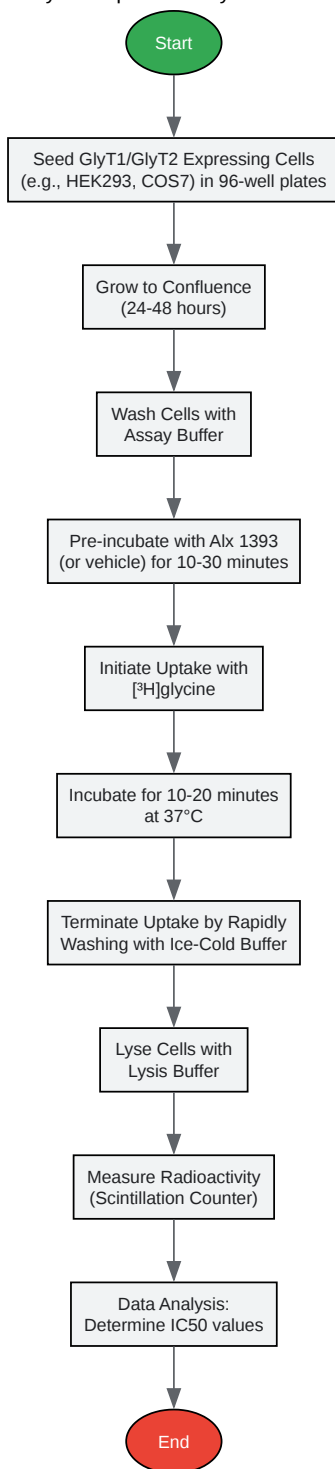 Start
Seed GlyT1/GlyT2 Expressing Cells
(e.g., HEK293, COS7) in 96-well plates
Grow to Confluence
(24-48 hours)
Wash Cells with
Assay Buffer
Pre-incubate with Alx 1393
(or vehicle) for 10-30 minutes
Initiate Uptake with
[³H]glycine
Incubate for 10-20 minutes
at 37°C
Terminate Uptake by Rapidly
Washing with Ice-Cold Buffer
Lyse Cells with
Lysis Buffer
Measure Radioactivity
(Scintillation Counter)
Data Analysis:
Determine IC50 values
End